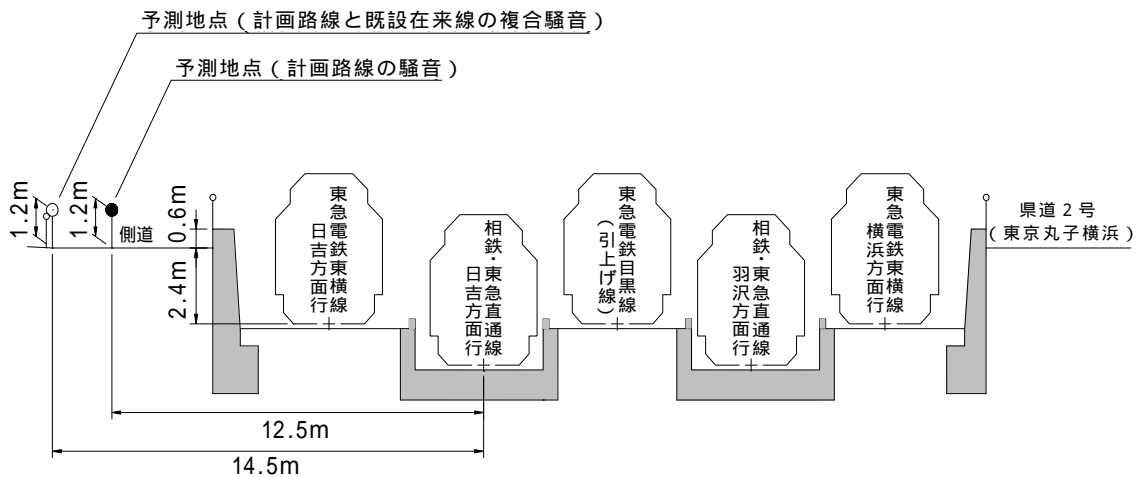 予測地点（計画路線と既設在来線の複合騒音）
予測地点（計画路線の騒音）
1.2m
1.2m
側道
0.6m
2.4m
東急電鉄東横線
日吉方面行
相鉄・東急直通線
日吉方面行
東急電鉄目黒線
（引上げ線）
相鉄・東急直通線
羽沢方面行
東急電鉄東横線
横浜方面行
県道２号
（東京丸子横浜）
12.5m
14.5m